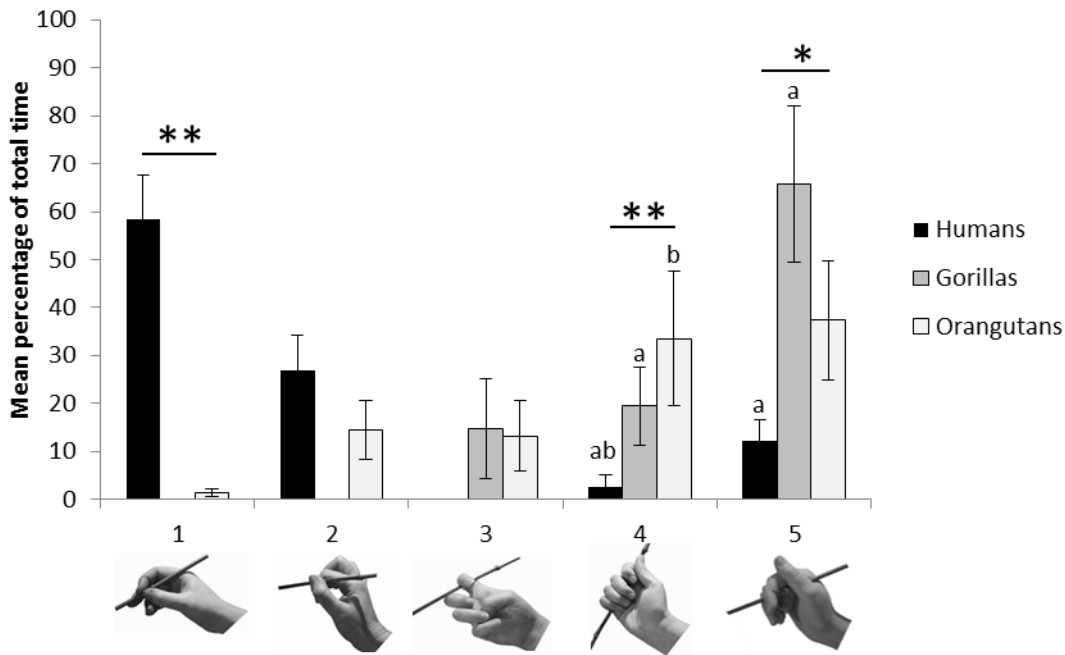 Mean percentage of total time
100
90
80
70
60
50
40
30
20
10
0
**
**
*
ab
a
b
a
a
1 2 3 4 5
Humans
Gorillas
Orangutans